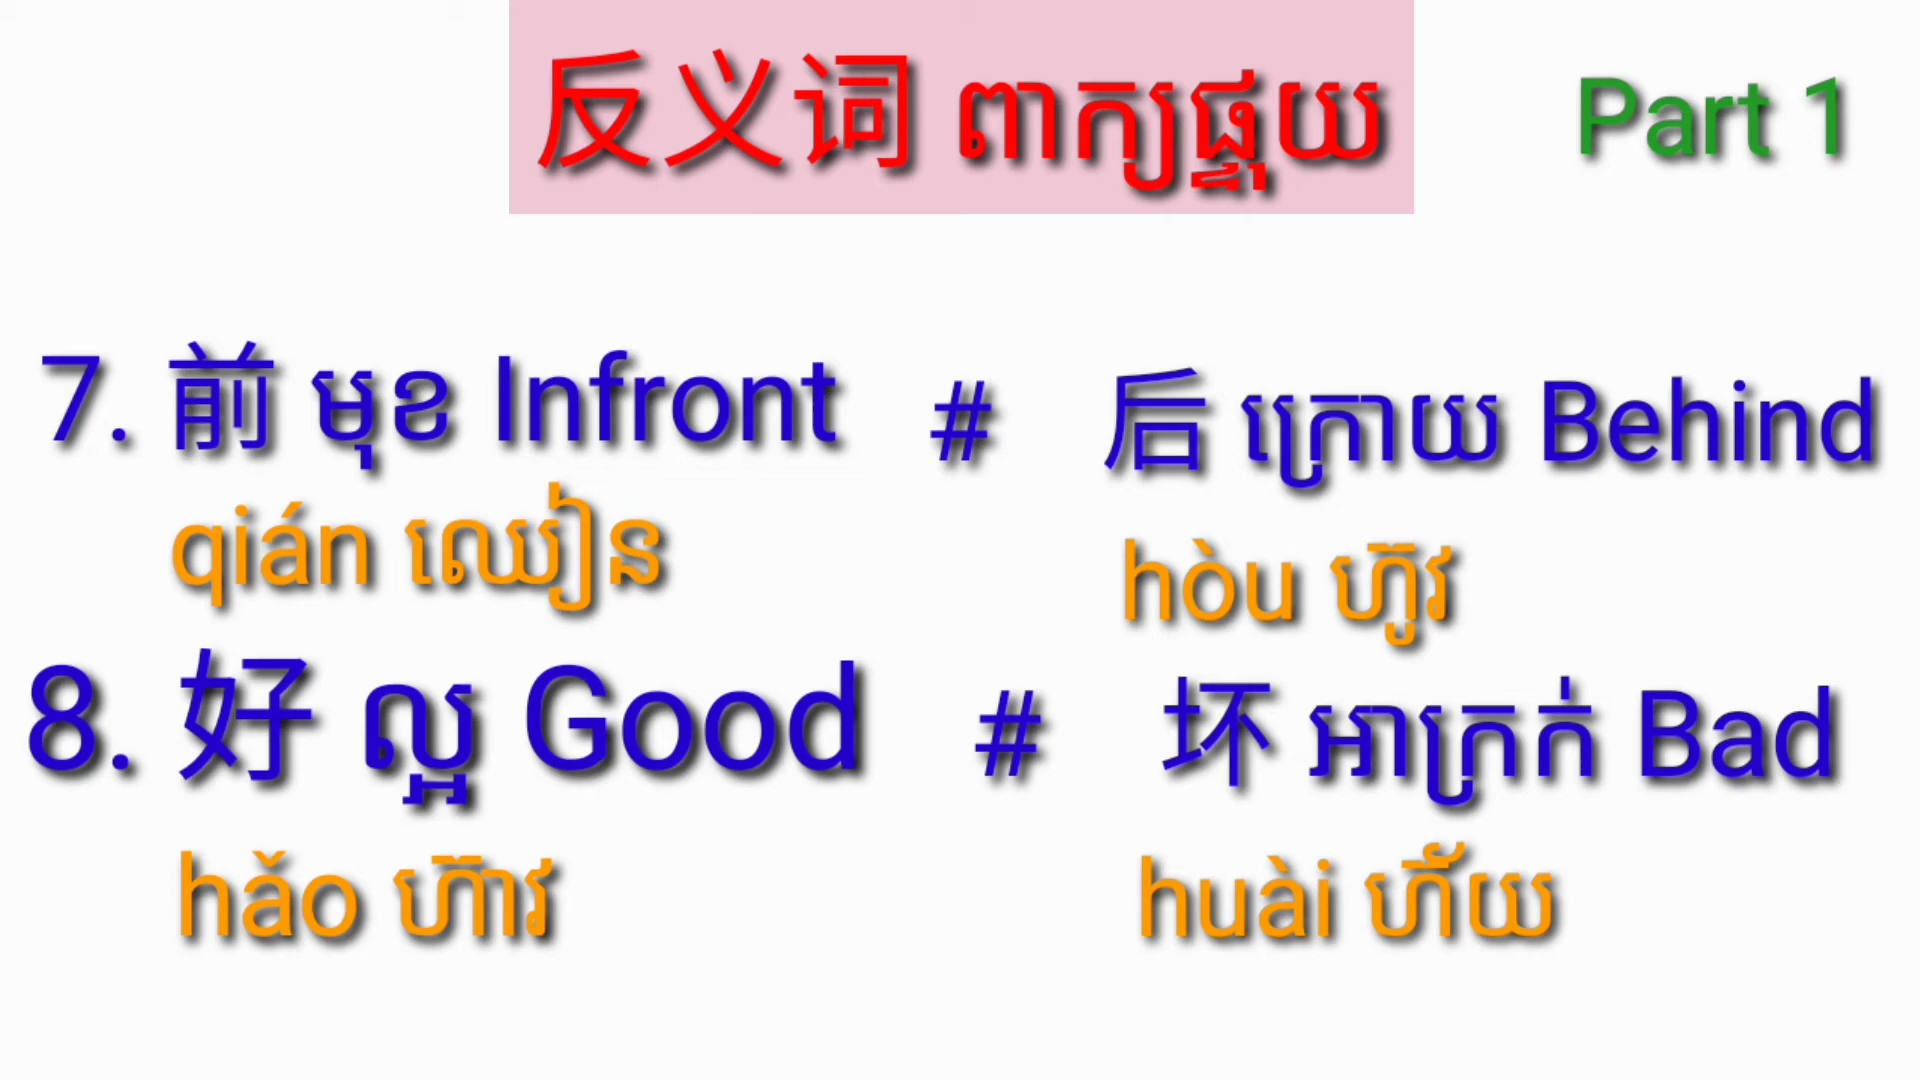 反义词 ពាក្យផ្ទុយ Part 1
7. 前 មុខ Infront # 后 ក្រោយ Behind
qián ឈៀន hòu ហ៊ូវ
8. 好 ល្អ Good # 坏 អាក្រក់ Bad
hǎo ហ៊ាវ huài ហ៊័យ